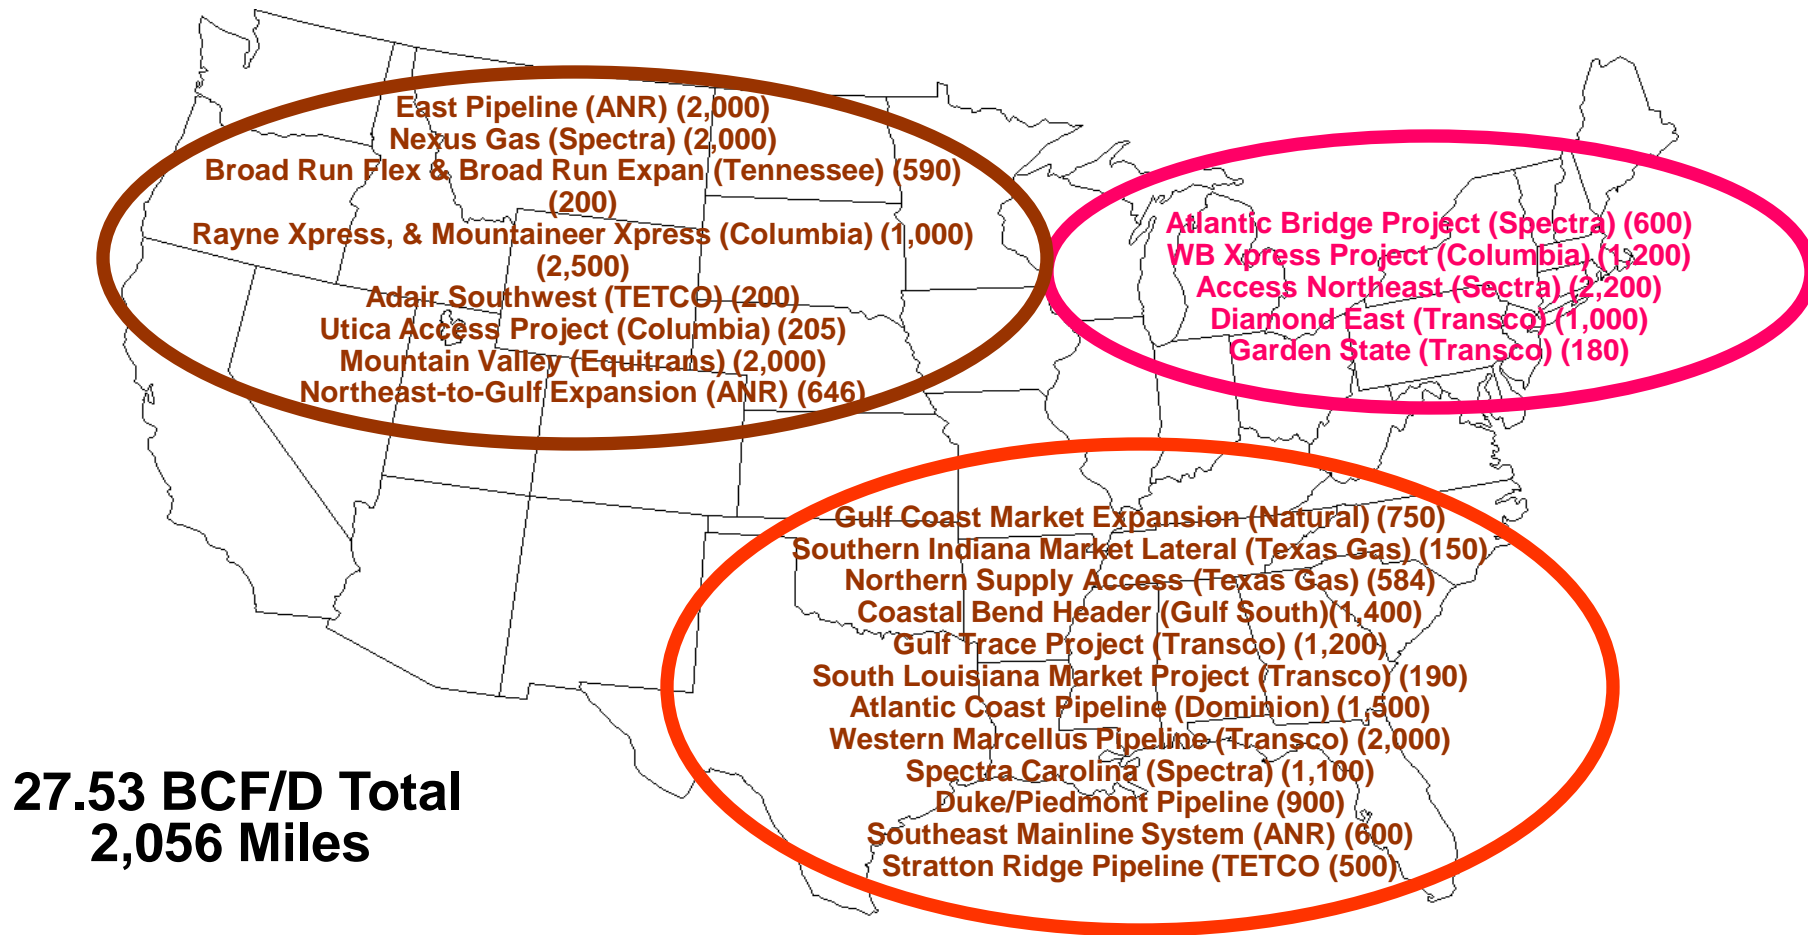 East Pipeline (ANR) (2,000)
Nexus Gas (Spectra) (2,000)
Broad Run Flex & Broad Run Expan (Tennessee) (590)
(200)
Rayne Xpress, & Mountaineer Xpress (Columbia) (1,000)
(2,500)
Adair Southwest (TETCO) (200)
Utica Access Project (Columbia) (205)
Mountain Valley (Equitrans) (2,000)
Northeast-to-Gulf Expansion (ANR) (646)
Atlantic Bridge Project (Spectra) (600)
WB Xpress Project (Columbia) (1,200)
Access Northeast (Sectra) (2,200)
Diamond East (Transco) (1,000)
Garden State (Transco) (180)
Gulf Coast Market Expansion (Natural) (750)
Southern Indiana Market Lateral (Texas Gas) (150)
Northern Supply Access (Texas Gas) (584)
Coastal Bend Header (Gulf South)(1,400)
Gulf Trace Project (Transco) (1,200)
South Louisiana Market Project (Transco) (190)
Atlantic Coast Pipeline (Dominion) (1,500)
Western Marcellus Pipeline (Transco) (2,000)
Spectra Carolina (Spectra) (1,100)
Duke/Piedmont Pipeline (900)
Southeast Mainline System (ANR) (600)
Stratton Ridge Pipeline (TETCO (500)
27.53 BCF/D Total
2,056 Miles